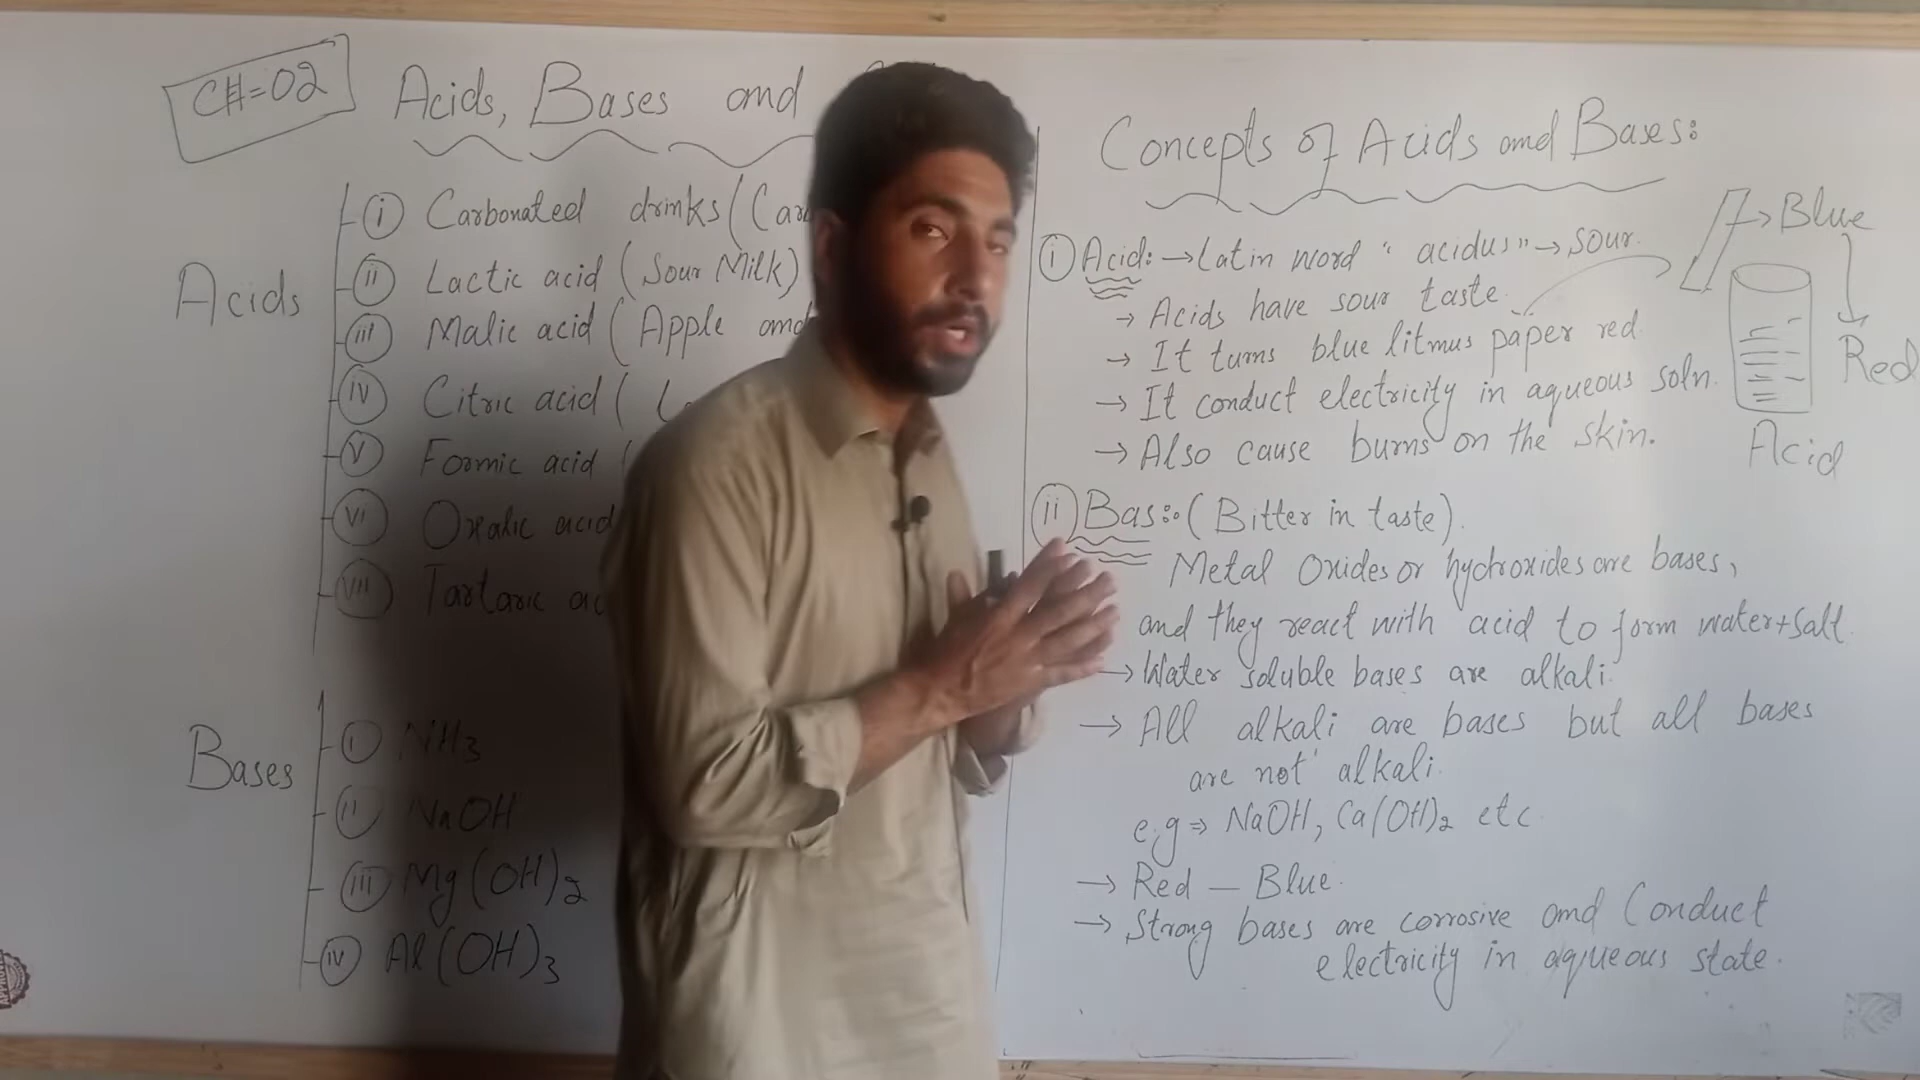 CH=02
Acids, Bases and
Acids
i Carbonated drinks (Car
ii Lactic acid (Sour Milk)
iii Malic acid (Apple and
iv Citric acid (
v Formic acid (
vi Oxalic acid
vii Tartaric ac
Bases
i NH3
ii NaOH
iii Mg(OH)2
iv Al(OH)3
Concepts of Acids and Bases:
i Acid: → Latin word "acidus" → sour.
→ Acids have sour taste.
→ It turns blue litmus paper red
→ It conduct electricity in aqueous soln.
→ Also cause burns on the skin.
→ Blue
Red
Acid
ii Bas: (Bitter in taste).
Metal Oxides or hydroxides are bases,
and they react with acid to form water+salt.
→ Water soluble bases are alkali.
→ All alkali are bases but all bases
are not alkali.
e.g ⇒ NaOH, Ca(OH)2 etc
→ Red — Blue.
→ Strong bases are corrosive and Conduct
electricity in aqueous state.